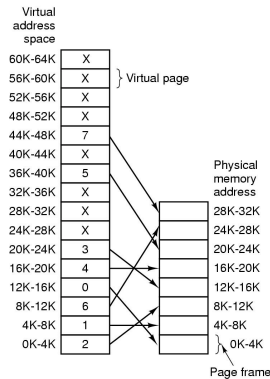 Virtual
address
space
60K-64K X
56K-60K X Virtual page
52K-56K X
48K-52K X
44K-48K 7
40K-44K X
36K-40K 5
32K-36K X
28K-32K X
24K-28K X
20K-24K 3
16K-20K 4
12K-16K 0
8K-12K 6
4K-8K 1
0K-4K 2
Physical
memory
address
28K-32K
24K-28K
20K-24K
16K-20K
12K-16K
8K-12K
4K-8K
0K-4K
Page frame